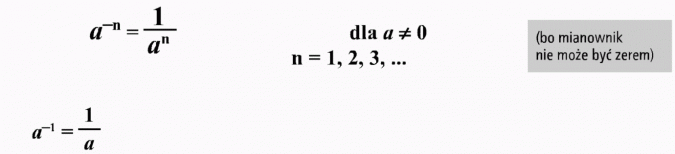 a⁻ⁿ = 1/aⁿ dla a ≠ 0
n = 1, 2, 3, ...
(bo mianownik
nie może być zerem)
a⁻¹ = 1/a